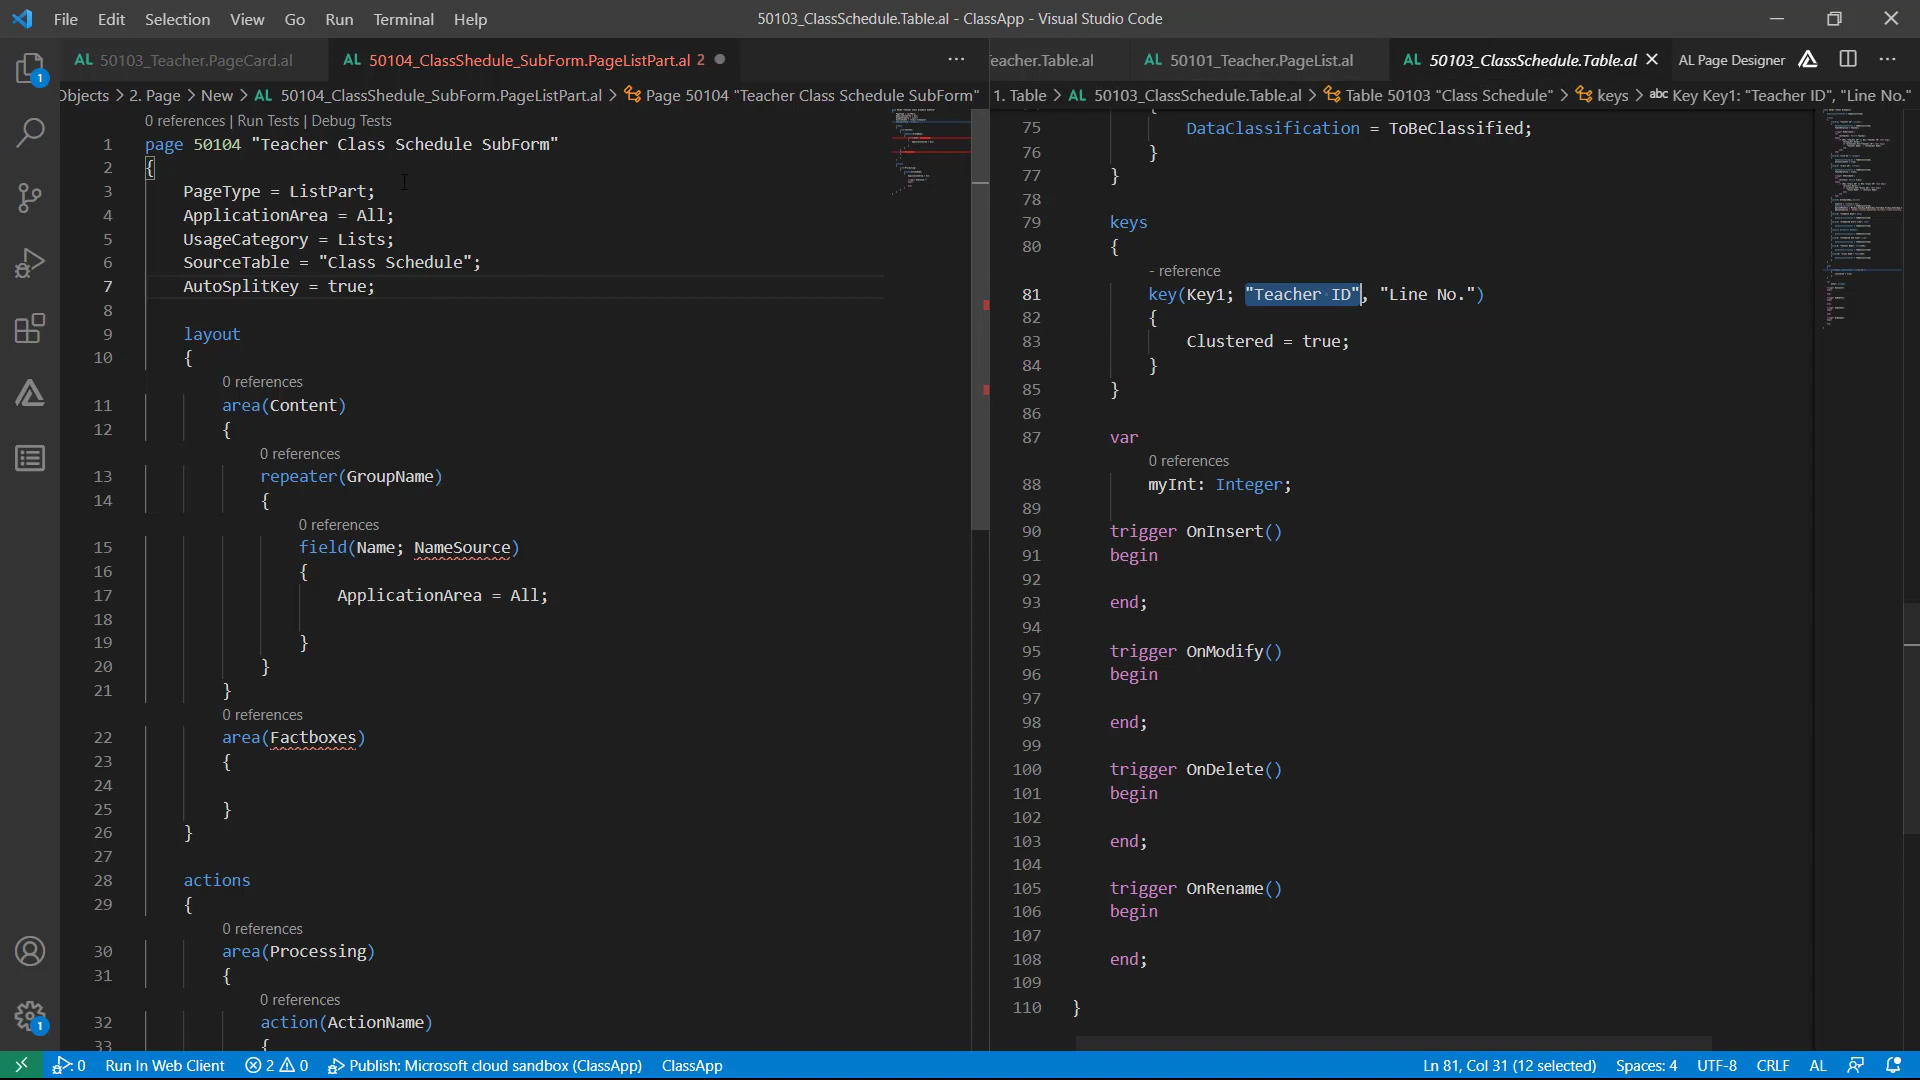 File Edit Selection View Go Run Terminal Help
50103_ClassSchedule.Table.al - ClassApp - Visual Studio Code
AL 50103_Teacher.PageCard.al
AL 50104_ClassShedule_SubForm.PageListPart.al 2
Objects > 2. Page > New > AL 50104_ClassShedule_SubForm.PageListPart.al > Page 50104 "Teacher Class Schedule SubForm"
0 references | Run Tests | Debug Tests
1 page 50104 "Teacher Class Schedule SubForm"
2 {
3 PageType = ListPart;
4 ApplicationArea = All;
5 UsageCategory = Lists;
6 SourceTable = "Class Schedule";
7 AutoSplitKey = true;
8
9 layout
10 {
0 references
11 area(Content)
12 {
0 references
13 repeater(GroupName)
14 {
0 references
15 field(Name; NameSource)
16 {
17 ApplicationArea = All;
18
19 }
20 }
21 }
0 references
22 area(Factboxes)
23 {
24
25 }
26 }
27
28 actions
29 {
0 references
30 area(Processing)
31 {
0 references
32 action(ActionName)
33 {
eacher.Table.al
AL 50101_Teacher.PageList.al
AL 50103_ClassSchedule.Table.al
AL Page Designer
1. Table > AL 50103_ClassSchedule.Table.al > Table 50103 "Class Schedule" > keys > abc Key Key1: "Teacher ID", "Line No."
{
75 DataClassification = ToBeClassified;
76 }
77 }
78
79 keys
80 {
- reference
81 key(Key1; "Teacher ID", "Line No.")
82 {
83 Clustered = true;
84 }
85 }
86
87 var
0 references
88 myInt: Integer;
89
90 trigger OnInsert()
91 begin
92
93 end;
94
95 trigger OnModify()
96 begin
97
98 end;
99
100 trigger OnDelete()
101 begin
102
103 end;
104
105 trigger OnRename()
106 begin
107
108 end;
109
110 }
1
1
0 Run In Web Client 2 0 Publish: Microsoft cloud sandbox (ClassApp) ClassApp
Ln 81, Col 31 (12 selected) Spaces: 4 UTF-8 CRLF AL